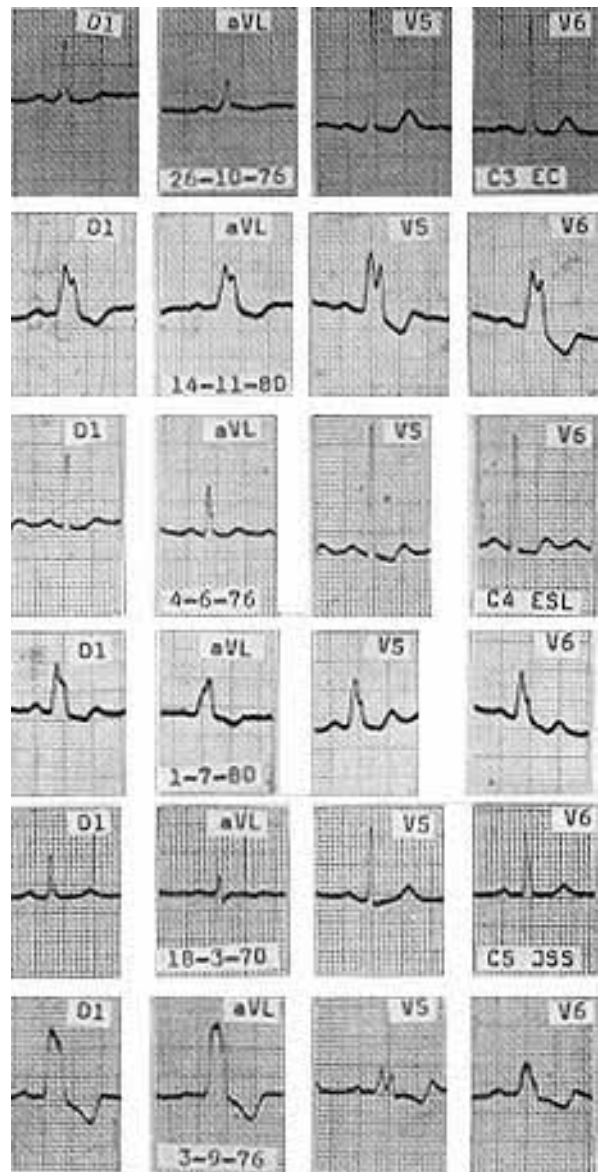 D1 aVL V5 V6
26-10-76 C3 EC
D1 aVL V5 V6
14-11-80
D1 aVL V5 V6
4-6-76 C4 ESL
D1 aVL V5 V6
1-7-80
D1 aVL V5 V6
18-3-70 C5 JSS
D1 aVL V5 V6
3-9-76